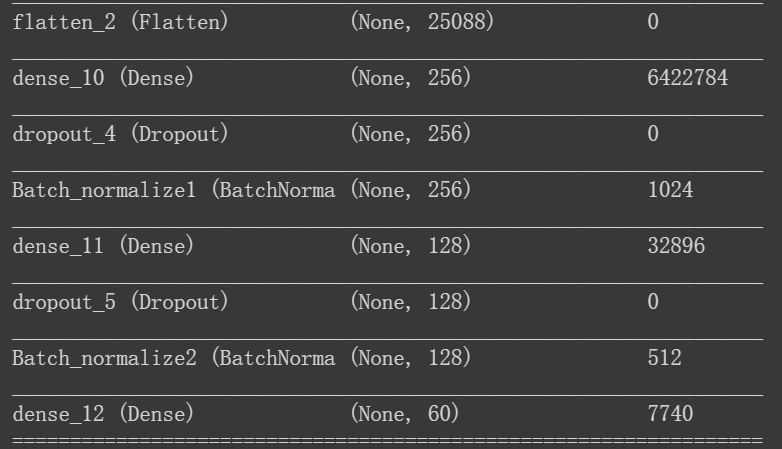 flatten_2 (Flatten) (None, 25088) 0
dense_10 (Dense) (None, 256) 6422784
dropout_4 (Dropout) (None, 256) 0
Batch_normalize1 (BatchNorma (None, 256) 1024
dense_11 (Dense) (None, 128) 32896
dropout_5 (Dropout) (None, 128) 0
Batch_normalize2 (BatchNorma (None, 128) 512
dense_12 (Dense) (None, 60) 7740